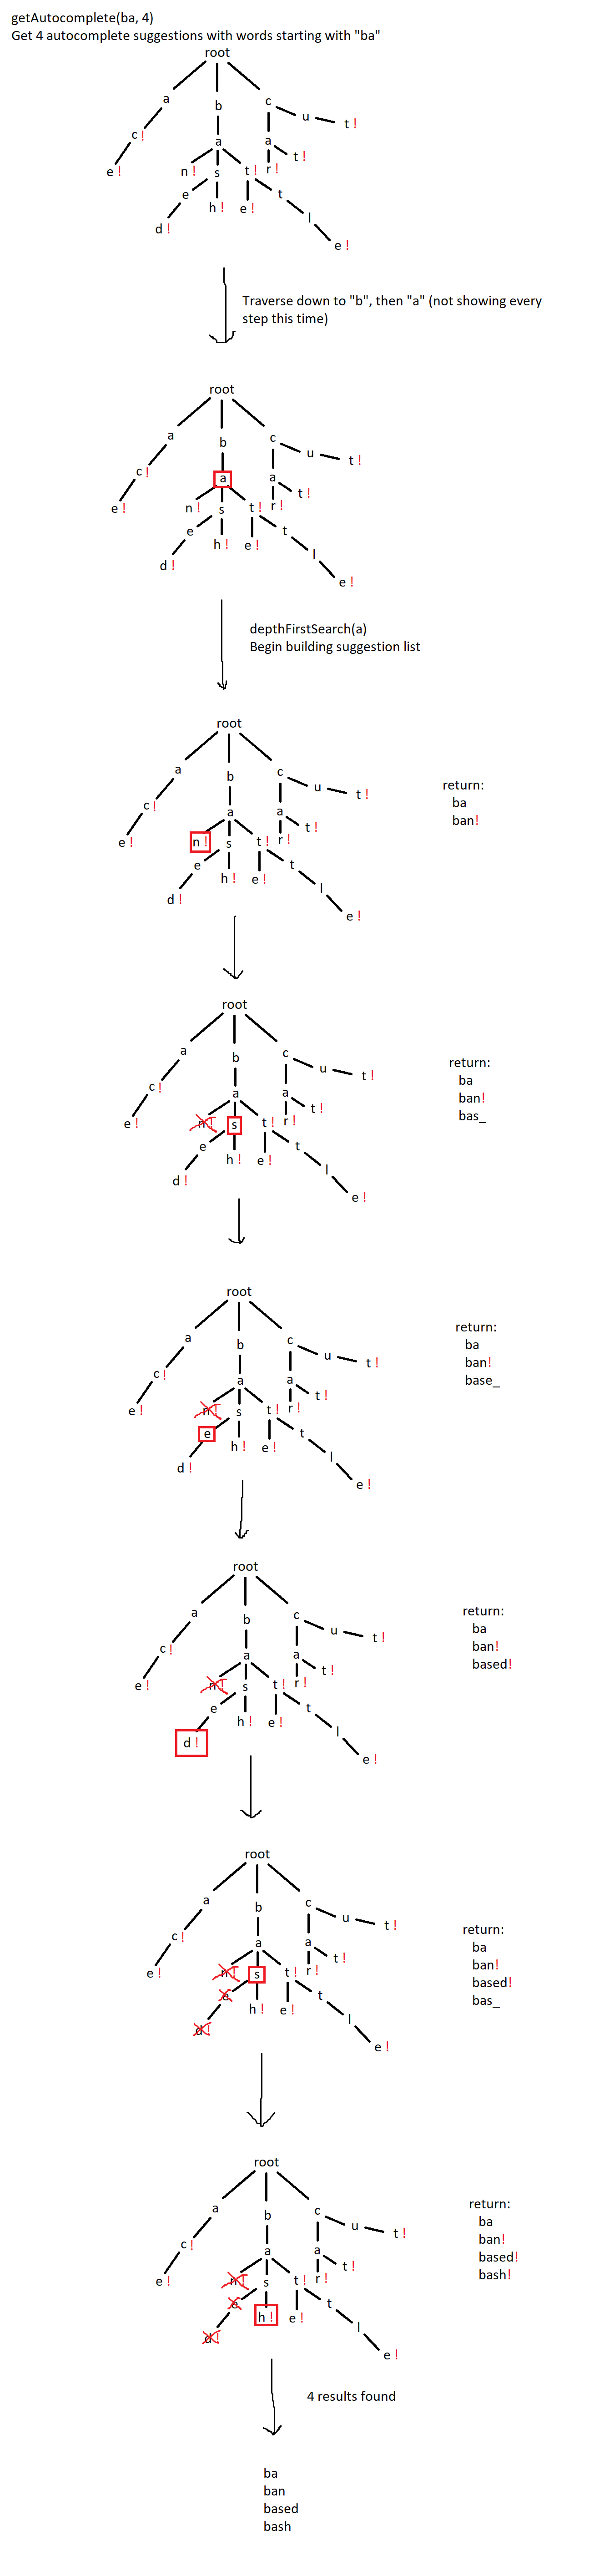 getAutocomplete(ba, 4)
Get 4 autocomplete suggestions with words starting with "ba"
root
a b c u t!
c! a a t!
e! n! s t! r!
e h! e! t
d! l
e!
Traverse down to "b", then "a" (not showing every
step this time)
root
a b c u t!
c! a a t!
n! s t! r!
e! e h! e! t
d! l
e!
depthFirstSearch(a)
Begin building suggestion list
root
a b c u t!
c! a a t!
e! n! s t! r!
e h! e! t
d! l
e!
return:
ba
ban!
root
a b c u t!
c! a a t!
e! n! s t! r!
e h! e! t
d! l
e!
return:
ba
ban!
bas_
root
a b c u t!
c! a a t!
e! n! s t! r!
e h! e! t
d! l
e!
return:
ba
ban!
base_
root
a b c u t!
c! a a t!
e! n! s t! r!
e h! e! t
d! l
e!
return:
ba
ban!
based!
root
a b c u t!
c! a a t!
e! n! s t! r!
e h! e! t
d! l
e!
return:
ba
ban!
based!
bas_
root
a b c u t!
c! a a t!
e! n! s t! r!
e h! e! t
d! l
e!
return:
ba
ban!
based!
bash!
4 results found
ba
ban
based
bash